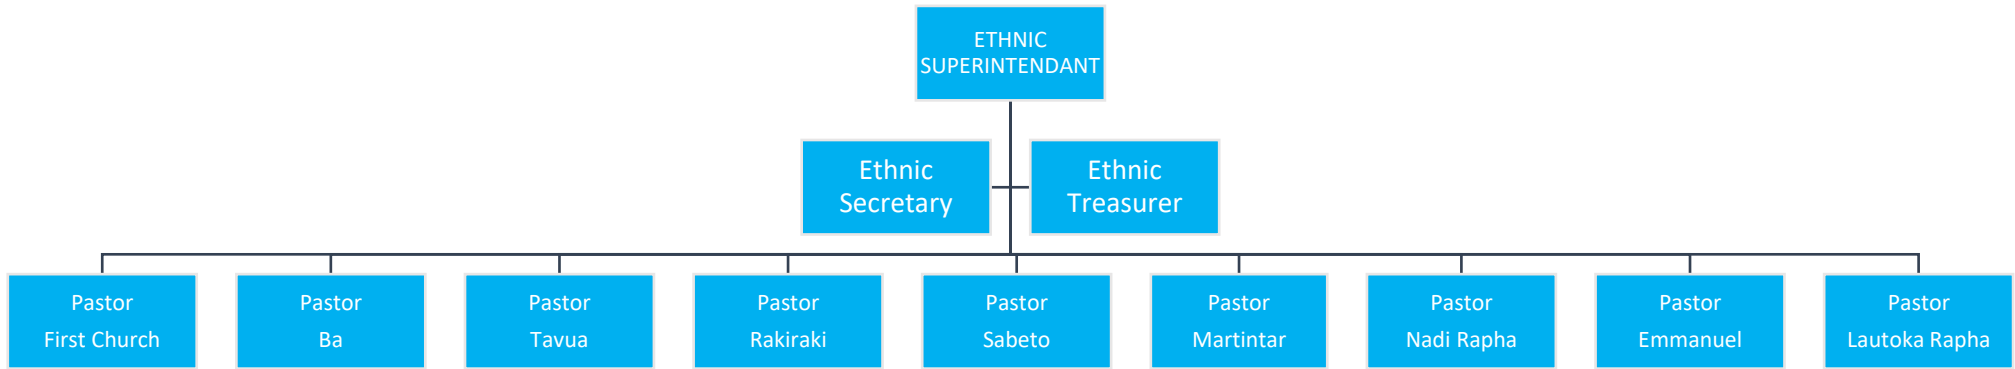 ETHNIC
SUPERINTENDANT
Ethnic
Secretary
Ethnic
Treasurer
Pastor
First Church
Pastor
Ba
Pastor
Tavua
Pastor
Rakiraki
Pastor
Sabeto
Pastor
Martintar
Pastor
Nadi Rapha
Pastor
Emmanuel
Pastor
Lautoka Rapha